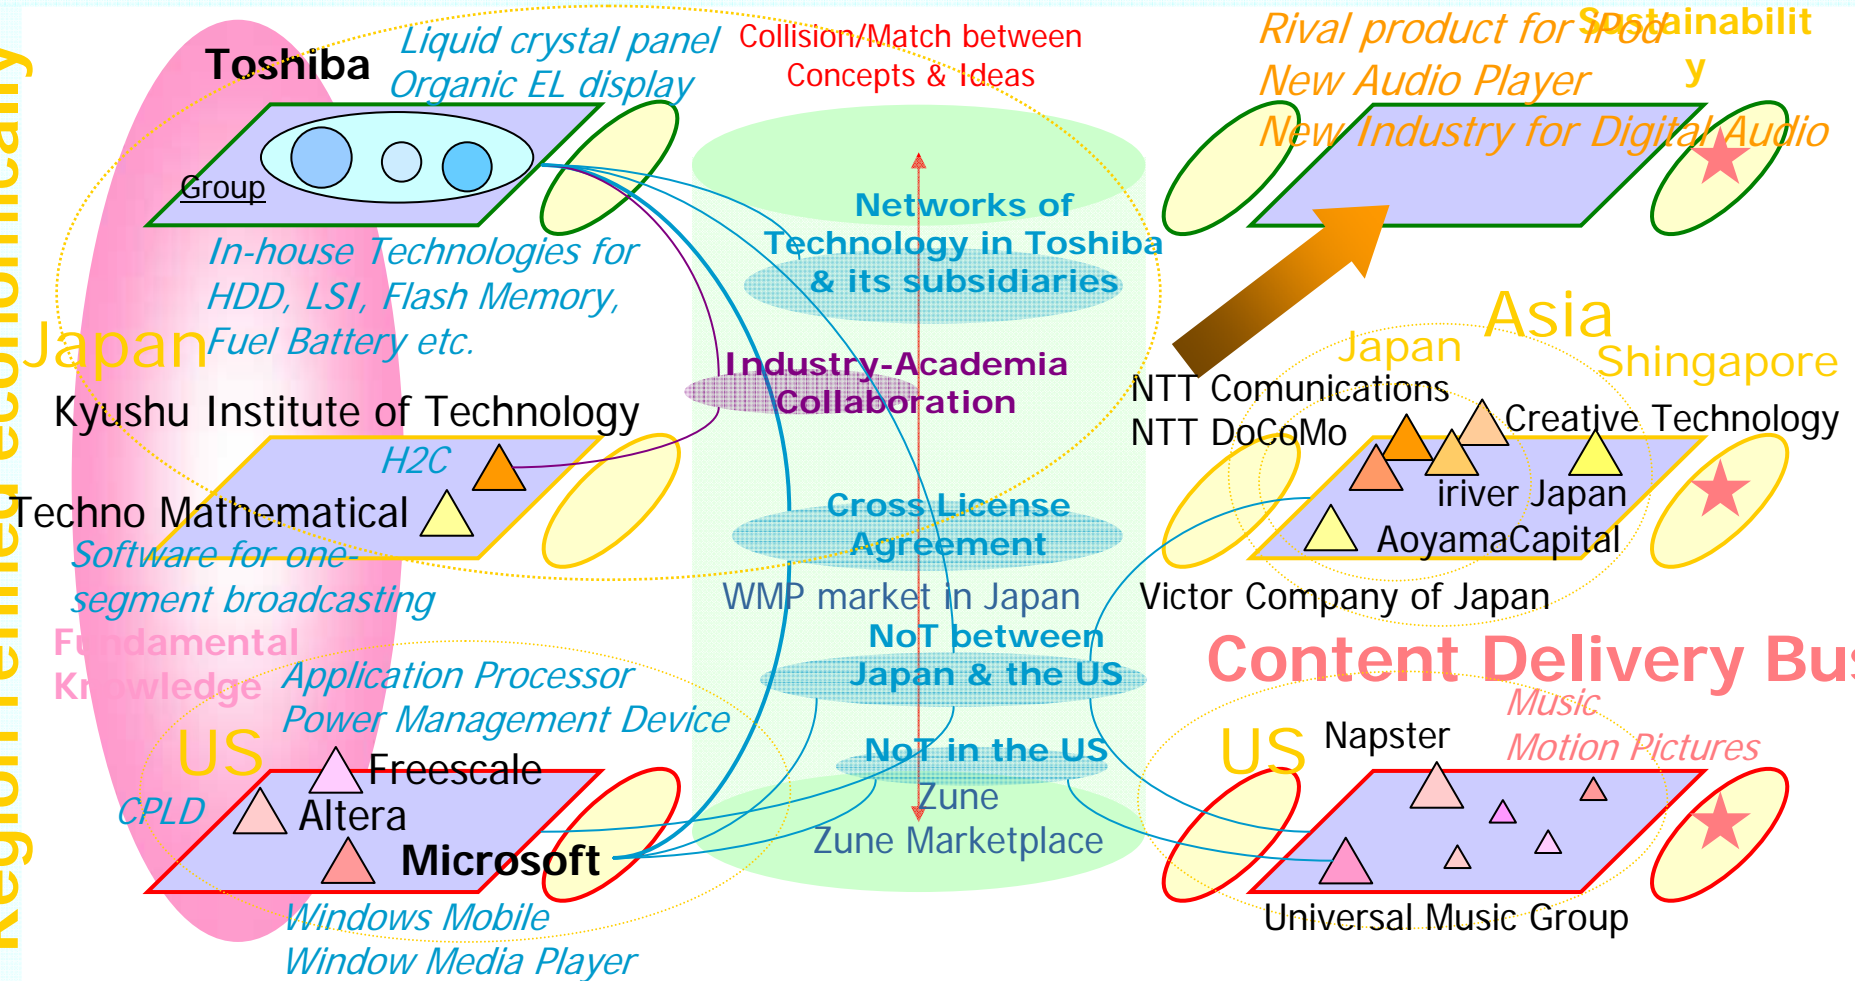 Region refined economically
Toshiba
Liquid crystal panel
Organic EL display
Group
In-house Technologies for
HDD, LSI, Flash Memory,
Fuel Battery etc.
Japan
Kyushu Institute of Technology
H2C
Techno Mathematical
Software for one-
segment broadcasting
Fundamental
Knowledge
Application Processor
Power Management Device
US
Freescale
CPLD
Altera
Microsoft
Windows Mobile
Window Media Player
Collision/Match between
Concepts & Ideas
Networks of
Technology in Toshiba
& its subsidiaries
Industry-Academia
Collaboration
Cross License
Agreement
WMP market in Japan
NoT between
Japan & the US
NoT in the US
Zune
Zune Marketplace
Rival product for iPod
New Audio Player
New Industry for Digital Audio
Sustainabilit
y
Asia
Japan
Shingapore
NTT Comunications
NTT DoCoMo
Creative Technology
iriver Japan
AoyamaCapital
Victor Company of Japan
Content Delivery Bus
Music
Motion Pictures
US
Napster
Universal Music Group